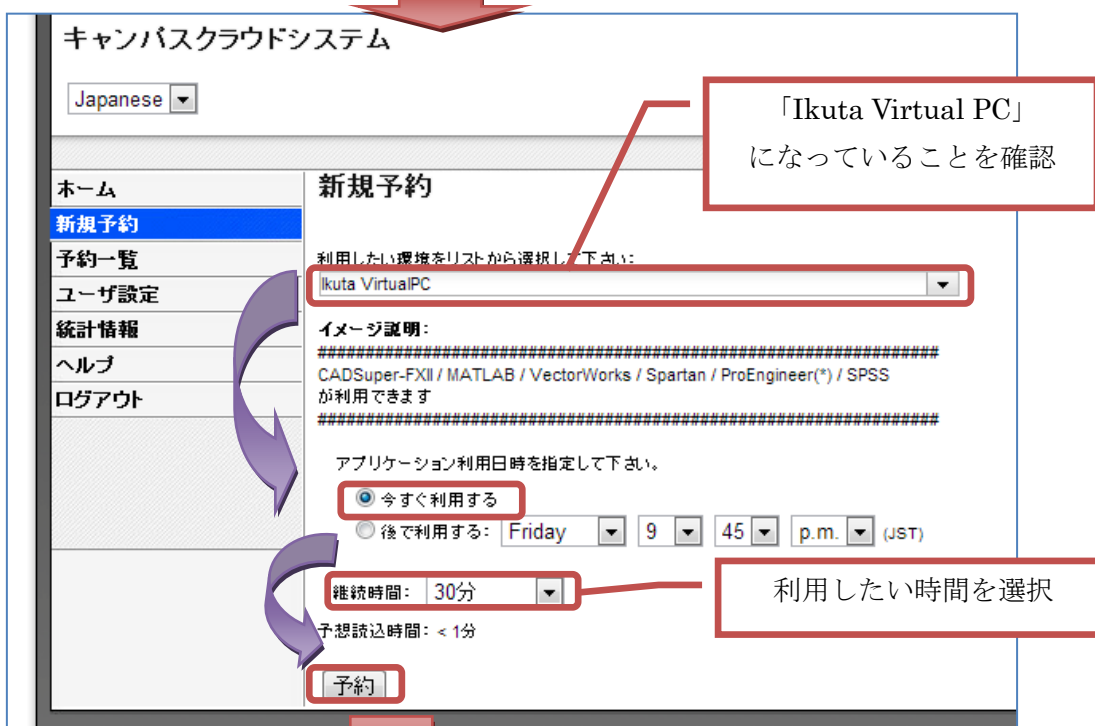 キャンパスクラウドシステム
Japanese
「Ikuta Virtual PC」
になっていることを確認
ホーム
新規予約
予約一覧
ユーザ設定
統計情報
ヘルプ
ログアウト
新規予約
利用したい環境をリストから選択して下さい:
Ikuta VirtualPC
イメージ説明:
######################################################################
CADSuper-FXII / MATLAB / VectorWorks / Spartan / ProEngineer(*) / SPSS
が利用できます
######################################################################
アプリケーション利用日時を指定して下さい。
今すぐ利用する
後で利用する: Friday 9 45 p.m. (JST)
継続時間: 30分
利用したい時間を選択
予想読込時間: < 1分
予約